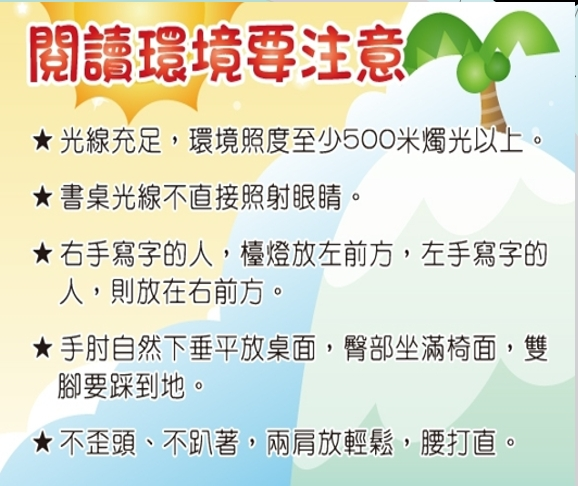 閱讀環境要注意
★光線充足，環境照度至少500米燭光以上。
★書桌光線不直接照射眼睛。
★右手寫字的人，檯燈放左前方，左手寫字的
人，則放在右前方。
★手肘自然下垂平放桌面，臀部坐滿椅面，雙
腳要踩到地。
★不歪頭、不趴著，兩肩放輕鬆，腰打直。